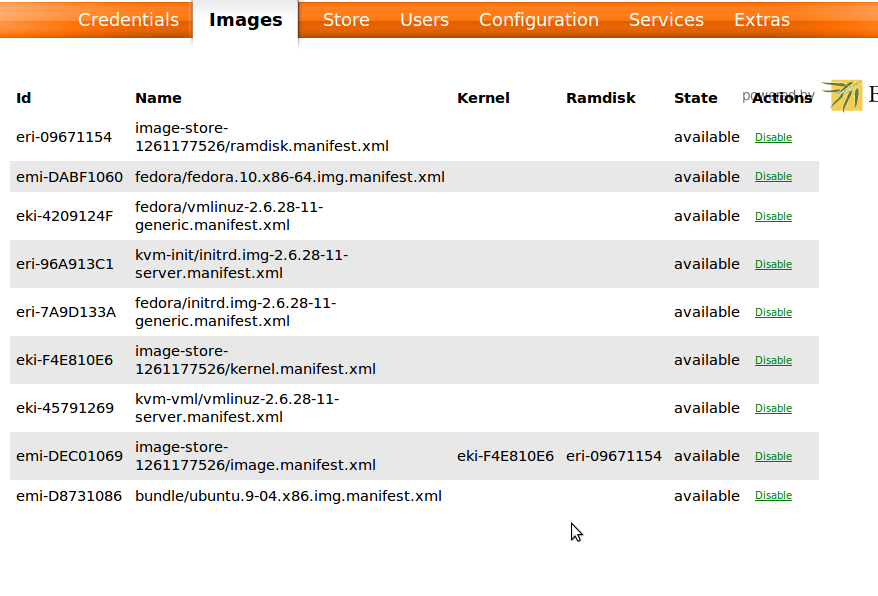 Credentials Images Store Users Configuration Services Extras
powered by
Id Name Kernel Ramdisk State Actions
eri-09671154 image-store-
1261177526/ramdisk.manifest.xml available Disable
emi-DABF1060 fedora/fedora.10.x86-64.img.manifest.xml available Disable
eki-4209124F fedora/vmlinuz-2.6.28-11-
generic.manifest.xml available Disable
eri-96A913C1 kvm-init/initrd.img-2.6.28-11-
server.manifest.xml available Disable
eri-7A9D133A fedora/initrd.img-2.6.28-11-
generic.manifest.xml available Disable
eki-F4E810E6 image-store-
1261177526/kernel.manifest.xml available Disable
eki-45791269 kvm-vml/vmlinuz-2.6.28-11-
server.manifest.xml available Disable
emi-DEC01069 image-store-
1261177526/image.manifest.xml eki-F4E810E6 eri-09671154 available Disable
emi-D8731086 bundle/ubuntu.9-04.x86.img.manifest.xml available Disable